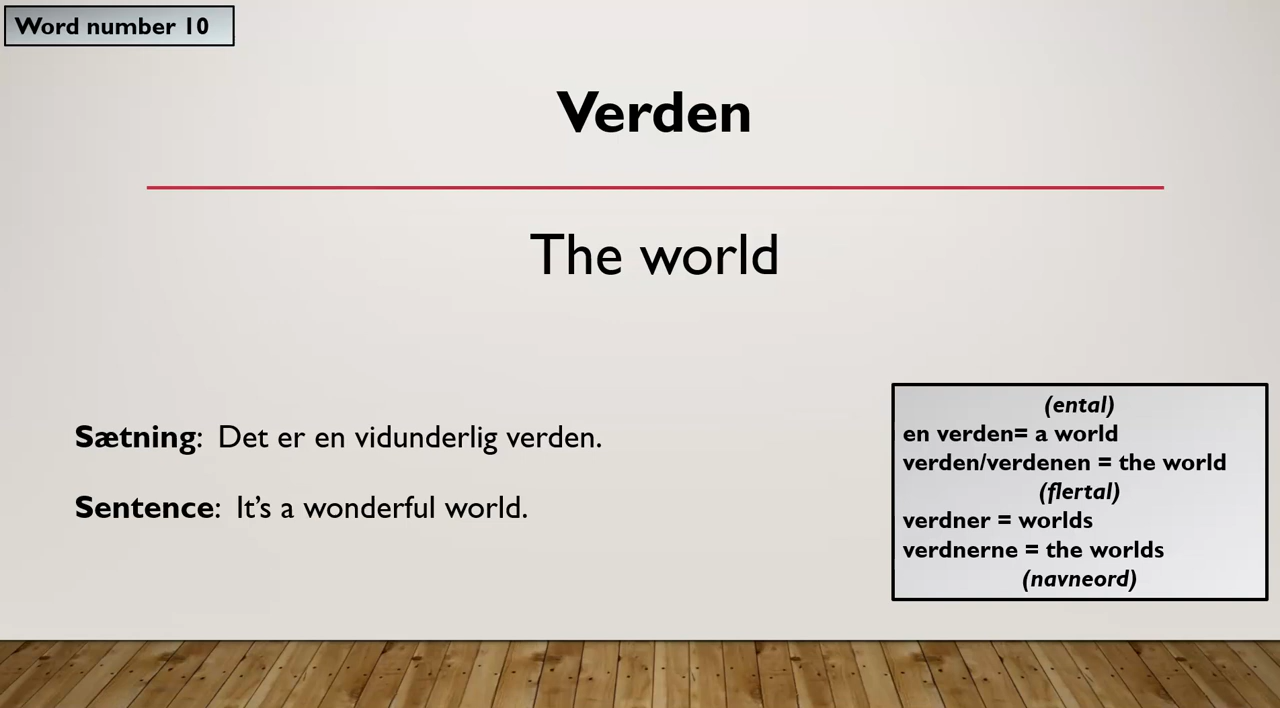 Word number 10
Verden
The world
Sætning:  Det er en vidunderlig verden.
Sentence:  It’s a wonderful world.
(ental)
en verden= a world
verden/verdenen = the world
(flertal)
verdner = worlds
verdnerne = the worlds
(navneord)